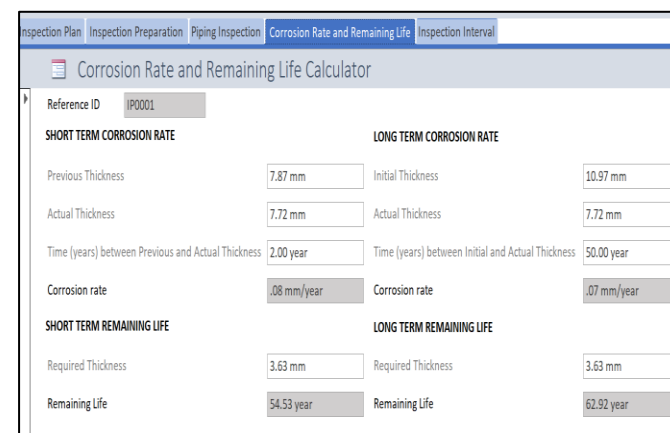 nspection Plan Inspection Preparation Piping Inspection Corrosion Rate and Remaining Life Inspection Interval
Corrosion Rate and Remaining Life Calculator
Reference ID IP0001
SHORT TERM CORROSION RATE LONG TERM CORROSION RATE
Previous Thickness 7.87 mm Initial Thickness 10.97 mm
Actual Thickness 7.72 mm Actual Thickness 7.72 mm
Time (years) between Previous and Actual Thickness 2.00 year Time (years) between Initial and Actual Thickness 50.00 year
Corrosion rate .08 mm/year Corrosion rate .07 mm/year
SHORT TERM REMAINING LIFE LONG TERM REMAINING LIFE
Required Thickness 3.63 mm Required Thickness 3.63 mm
Remaining Life 54.53 year Remaining Life 62.92 year